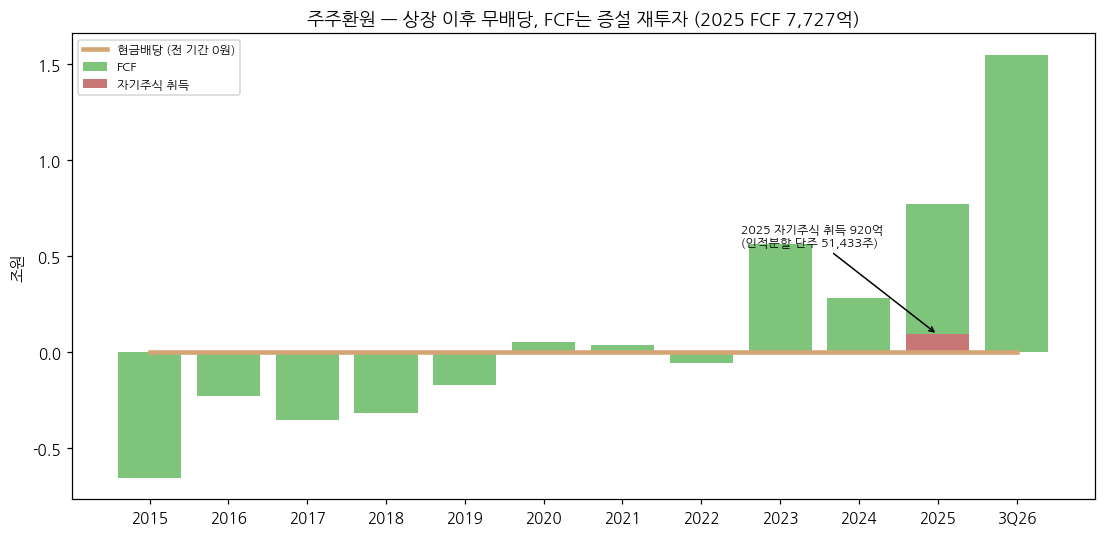 주주환원 — 상장 이후 무배당, FCF는 증설 재투자 (2025 FCF 7,727억)
현금배당 (전 기간 0원)
FCF
자기주식 취득
조원
1.5
1.0
0.5
0.0
-0.5
2025 자기주식 취득 920억
(인적분할 단주 51,433주)
2015 2016 2017 2018 2019 2020 2021 2022 2023 2024 2025 3Q26